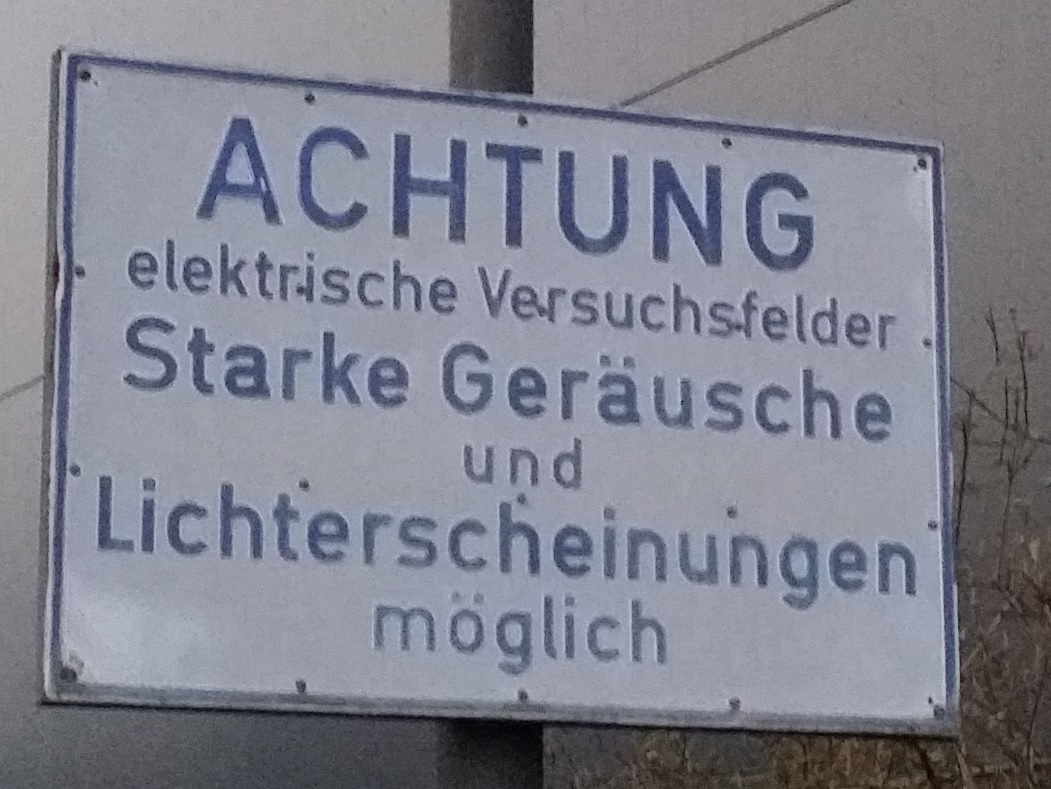 ACHTUNG
elektrische Versuchsfelder
Starke Geräusche
und
Lichterscheinungen
möglich